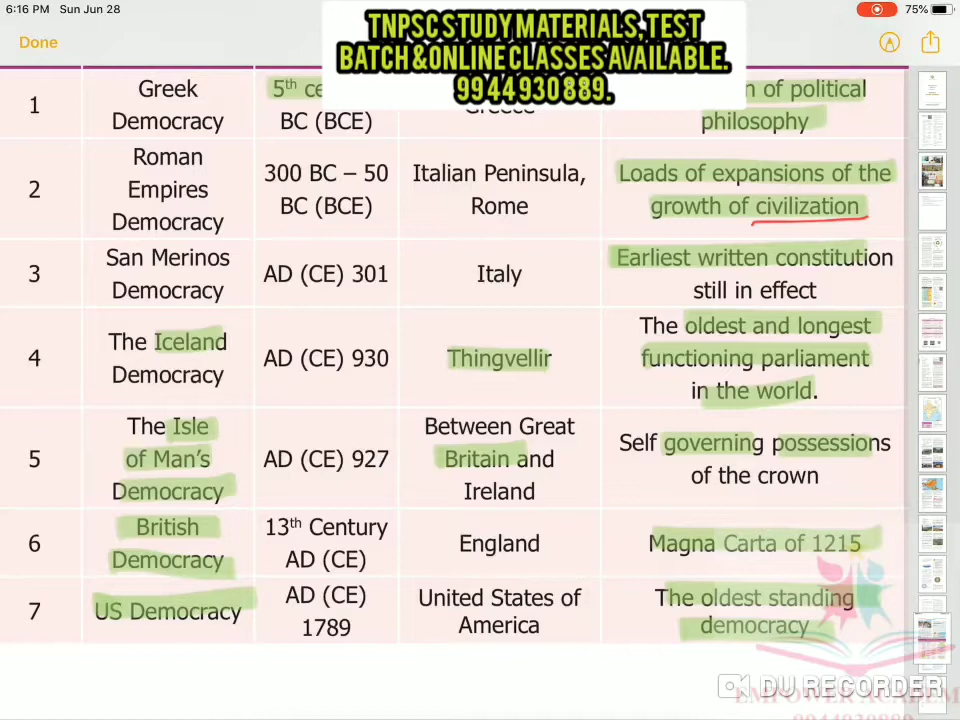 6:16 PM Sun Jun 28
75%
Done
TNPSC STUDY MATERIALS, TEST
BATCH & ONLINE CLASSES AVAILABLE.
9944930889.
1
Greek
Democracy
5th
BC (BCE)
of political
philosophy
2
Roman
Empires
Democracy
300 BC – 50
BC (BCE)
Italian Peninsula,
Rome
Loads of expansions of the
growth of civilization
3
San Merinos
Democracy
AD (CE) 301
Italy
Earliest written constitution
still in effect
4
The Iceland
Democracy
AD (CE) 930
Thingvellir
The oldest and longest
functioning parliament
in the world.
5
The Isle
of Man's
Democracy
AD (CE) 927
Between Great
Britain and
Ireland
Self governing possessions
of the crown
6
British
Democracy
13th Century
AD (CE)
England
Magna Carta of 1215
7
US Democracy
AD (CE)
1789
United States of
America
The oldest standing
democracy
DU RECORDER
EMPOWER ACADEM
9944930889